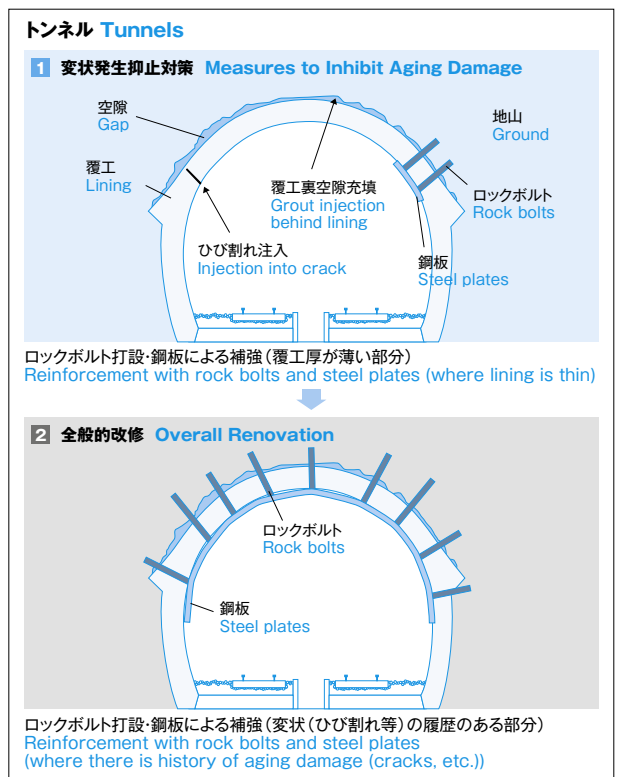 トンネル Tunnels
1 変状発生抑止対策 Measures to Inhibit Aging Damage
空隙
Gap
地山
Ground
覆工
Lining
覆工裏空隙充填
Grout injection
behind lining
ロックボルト
Rock bolts
ひび割れ注入
Injection into crack
鋼板
Steel plates
ロックボルト打設・鋼板による補強（覆工厚が薄い部分）
Reinforcement with rock bolts and steel plates (where lining is thin)
2 全般的改修 Overall Renovation
ロックボルト
Rock bolts
鋼板
Steel plates
ロックボルト打設・鋼板による補強（変状（ひび割れ等）の履歴のある部分）
Reinforcement with rock bolts and steel plates
(where there is history of aging damage (cracks, etc.))